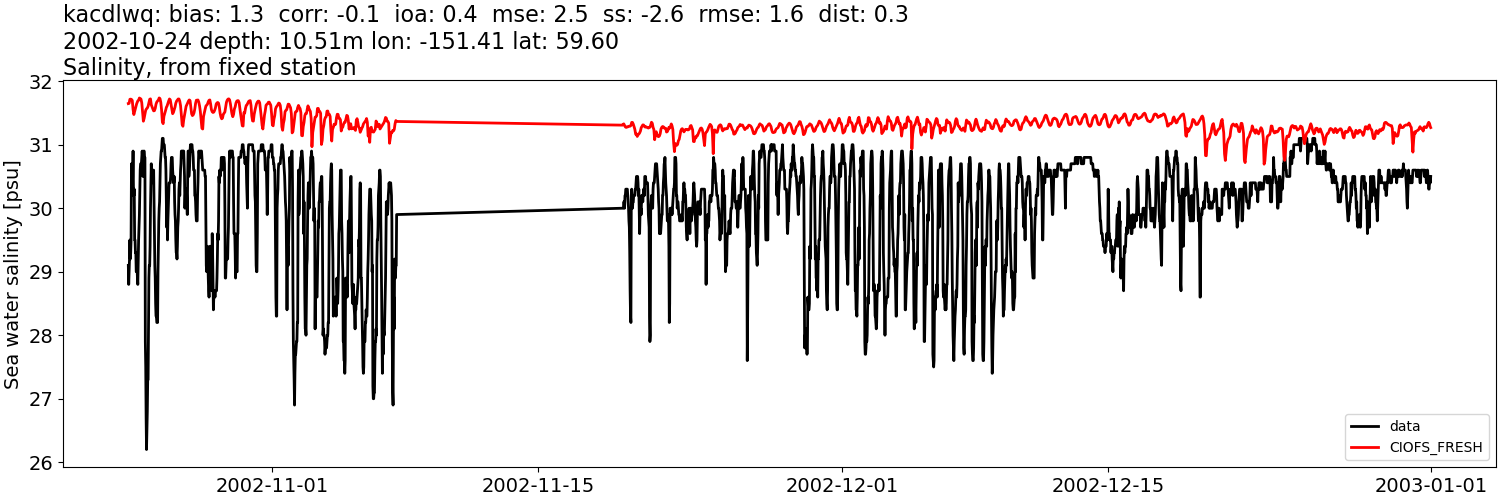 kacdlwq: bias: 1.3  corr: -0.1  ioa: 0.4  mse: 2.5  ss: -2.6  rmse: 1.6  dist: 0.3
2002-10-24 depth: 10.51m lon: -151.41 lat: 59.60
Salinity, from fixed station
Sea water salinity [psu]
32
31
30
29
28
27
26
data
CIOFS_FRESH
2002-11-01
2002-11-15
2002-12-01
2002-12-15
2003-01-01